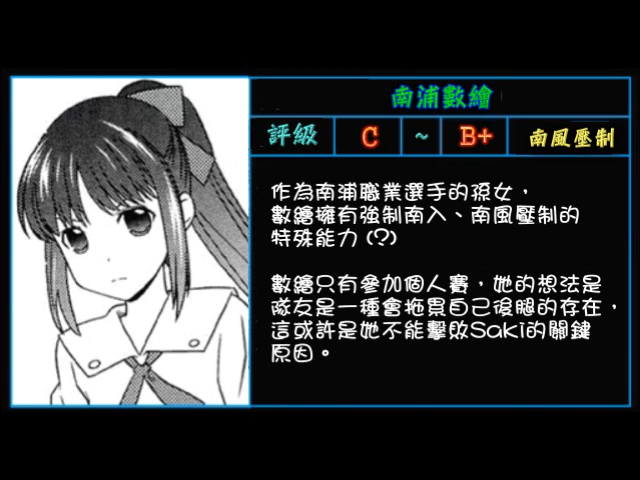 南浦數繪
評級 C ~ B+ 南風壓制
作為南浦職業選手的孫女，
數繪擁有強制南入、南風壓制的
特殊能力(?)
數繪只有參加個人賽，她的想法是
隊友是一種會拖累自己後腿的存在，
這或許是她不能擊敗Saki的關鍵
原因。